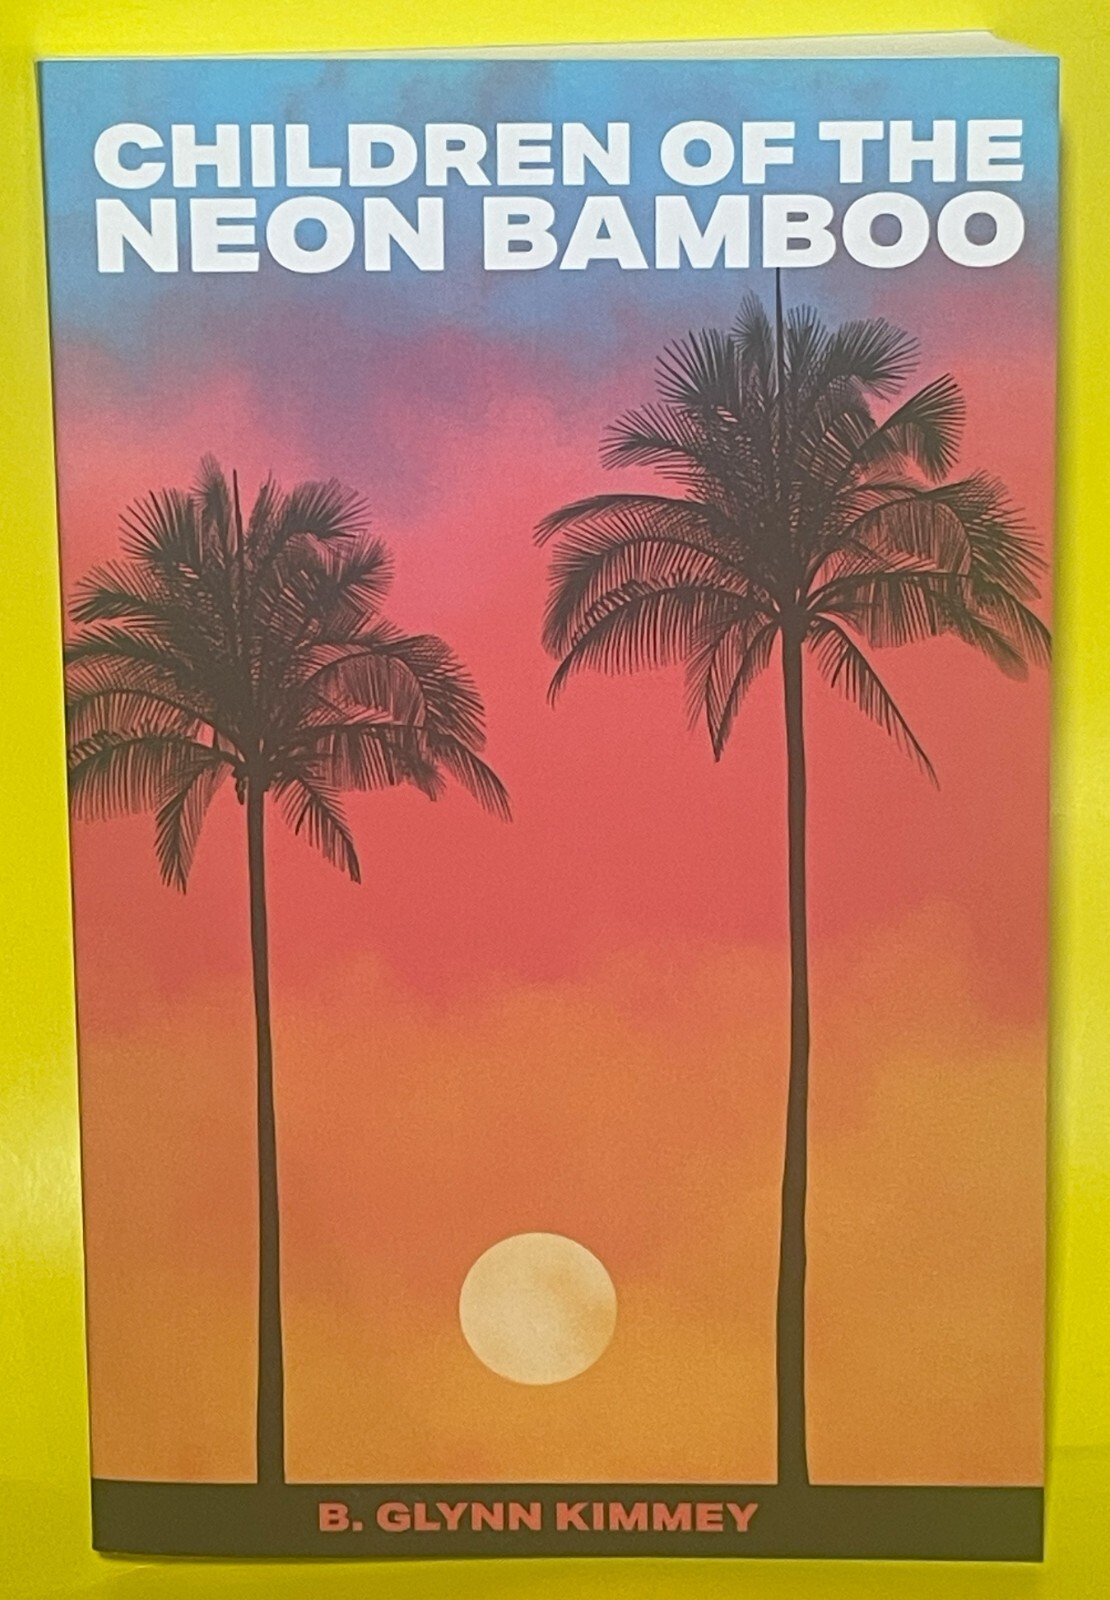 CHILDREN OF THE
NEON BAMBOO
B. GLYNN KIMMEY